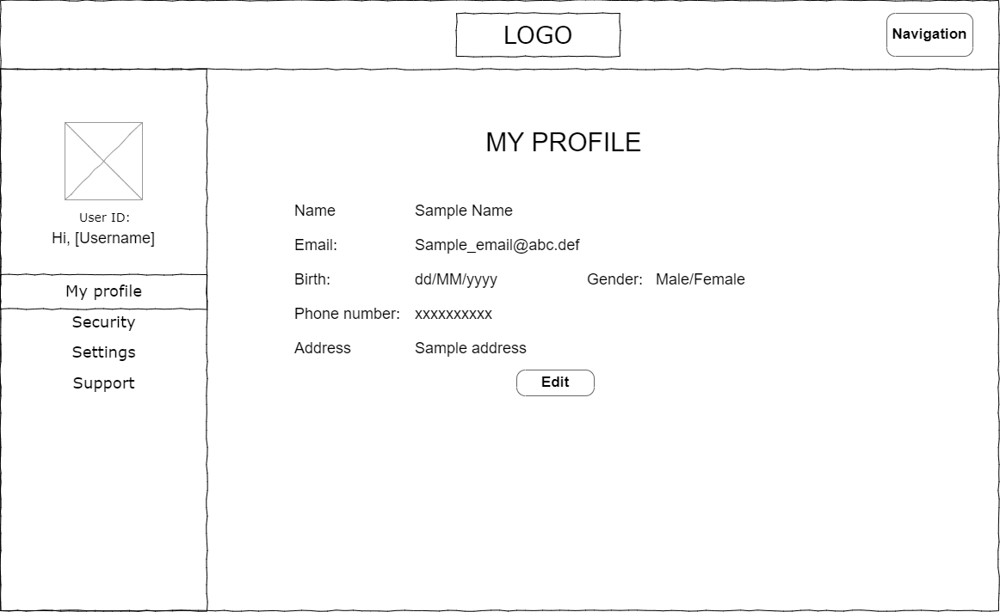 LOGO
Navigation
User ID:
Hi, [Username]
My profile
Security
Settings
Support
MY PROFILE
Name Sample Name
Email: Sample_email@abc.def
Birth: dd/MM/yyyy Gender: Male/Female
Phone number: xxxxxxxxxx
Address Sample address
Edit